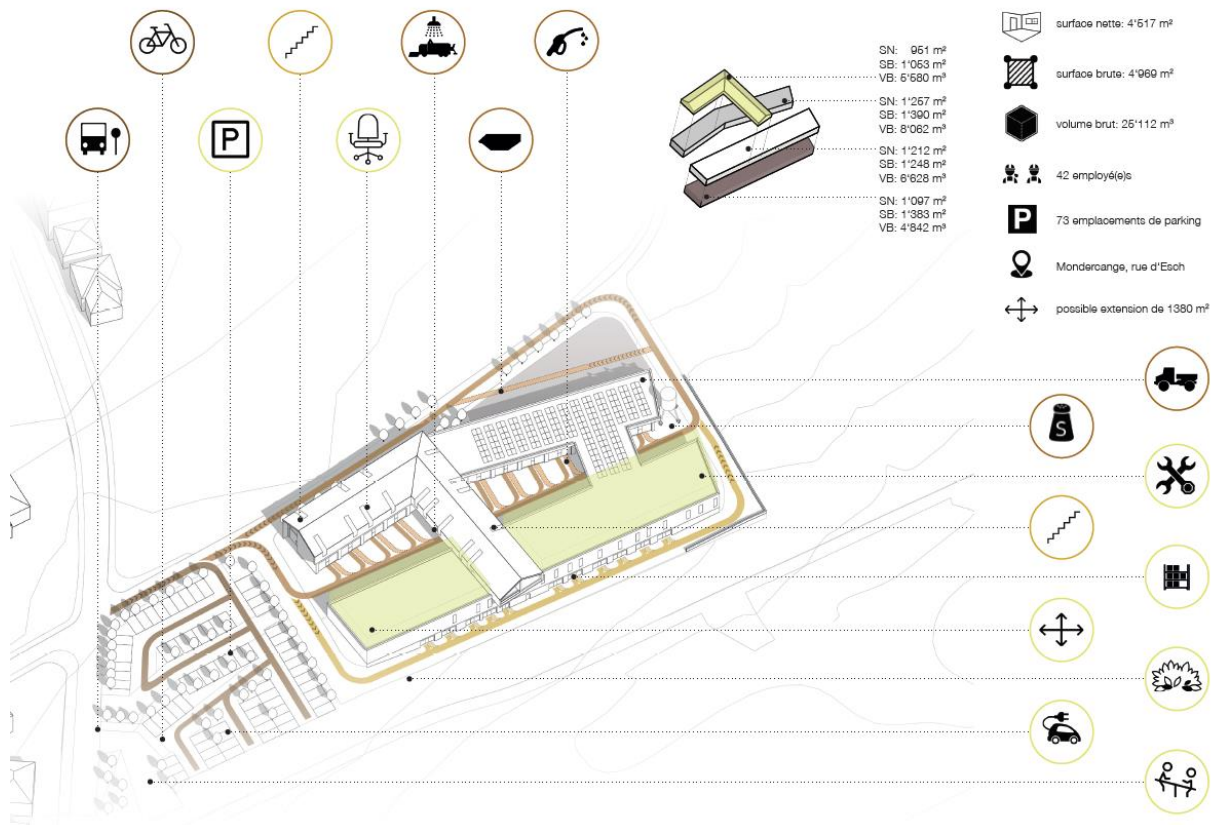 SN: 951 m²
SB: 1'053 m²
VB: 5'580 m³
SN: 1'257 m²
SB: 1'390 m²
VB: 8'062 m³
SN: 1'212 m²
SB: 1'248 m²
VB: 6'628 m³
SN: 1'097 m²
SB: 1'383 m²
VB: 4'842 m³
surface nette: 4'517 m²
surface brute: 4'969 m²
volume brut: 25'112 m³
42 employé(e)s
P
73 emplacements de parking
Mondercange, rue d'Esch
possible extension de 1380 m²
P
S